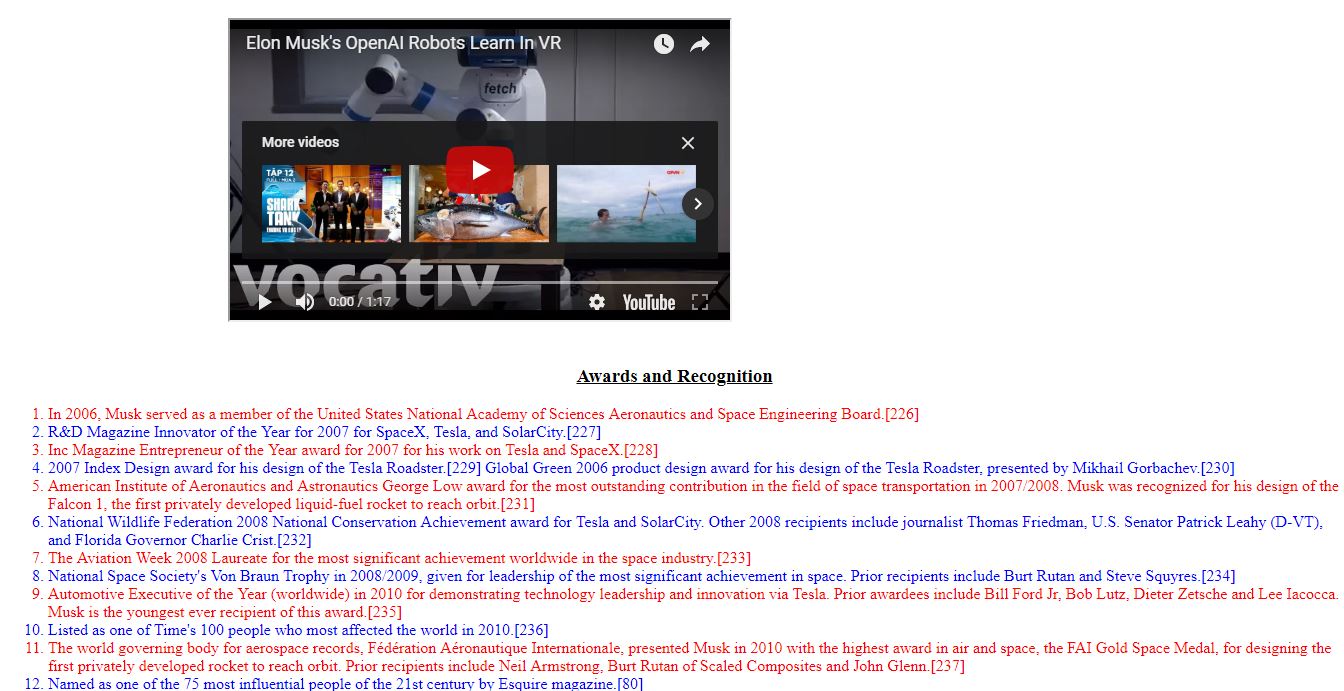 Elon Musk's OpenAI Robots Learn In VR
fetch
More videos
TẬP 12
SHARK
TANK
vocativ
0:00 / 1:17
YouTube
Awards and Recognition
1. In 2006, Musk served as a member of the United States National Academy of Sciences Aeronautics and Space Engineering Board.[226]
2. R&D Magazine Innovator of the Year for 2007 for SpaceX, Tesla, and SolarCity.[227]
3. Inc Magazine Entrepreneur of the Year award for 2007 for his work on Tesla and SpaceX.[228]
4. 2007 Index Design award for his design of the Tesla Roadster.[229] Global Green 2006 product design award for his design of the Tesla Roadster, presented by Mikhail Gorbachev.[230]
5. American Institute of Aeronautics and Astronautics George Low award for the most outstanding contribution in the field of space transportation in 2007/2008. Musk was recognized for his design of the
Falcon 1, the first privately developed liquid-fuel rocket to reach orbit.[231]
6. National Wildlife Federation 2008 National Conservation Achievement award for Tesla and SolarCity. Other 2008 recipients include journalist Thomas Friedman, U.S. Senator Patrick Leahy (D-VT),
and Florida Governor Charlie Crist.[232]
7. The Aviation Week 2008 Laureate for the most significant achievement worldwide in the space industry.[233]
8. National Space Society's Von Braun Trophy in 2008/2009, given for leadership of the most significant achievement in space. Prior recipients include Burt Rutan and Steve Squyres.[234]
9. Automotive Executive of the Year (worldwide) in 2010 for demonstrating technology leadership and innovation via Tesla. Prior awardees include Bill Ford Jr, Bob Lutz, Dieter Zetsche and Lee Iacocca.
Musk is the youngest ever recipient of this award.[235]
10. Listed as one of Time's 100 people who most affected the world in 2010.[236]
11. The world governing body for aerospace records, Fédération Aéronautique Internationale, presented Musk in 2010 with the highest award in air and space, the FAI Gold Space Medal, for designing the
first privately developed rocket to reach orbit. Prior recipients include Neil Armstrong, Burt Rutan of Scaled Composites and John Glenn.[237]
12. Named as one of the 75 most influential people of the 21st century by Esquire magazine.[80]